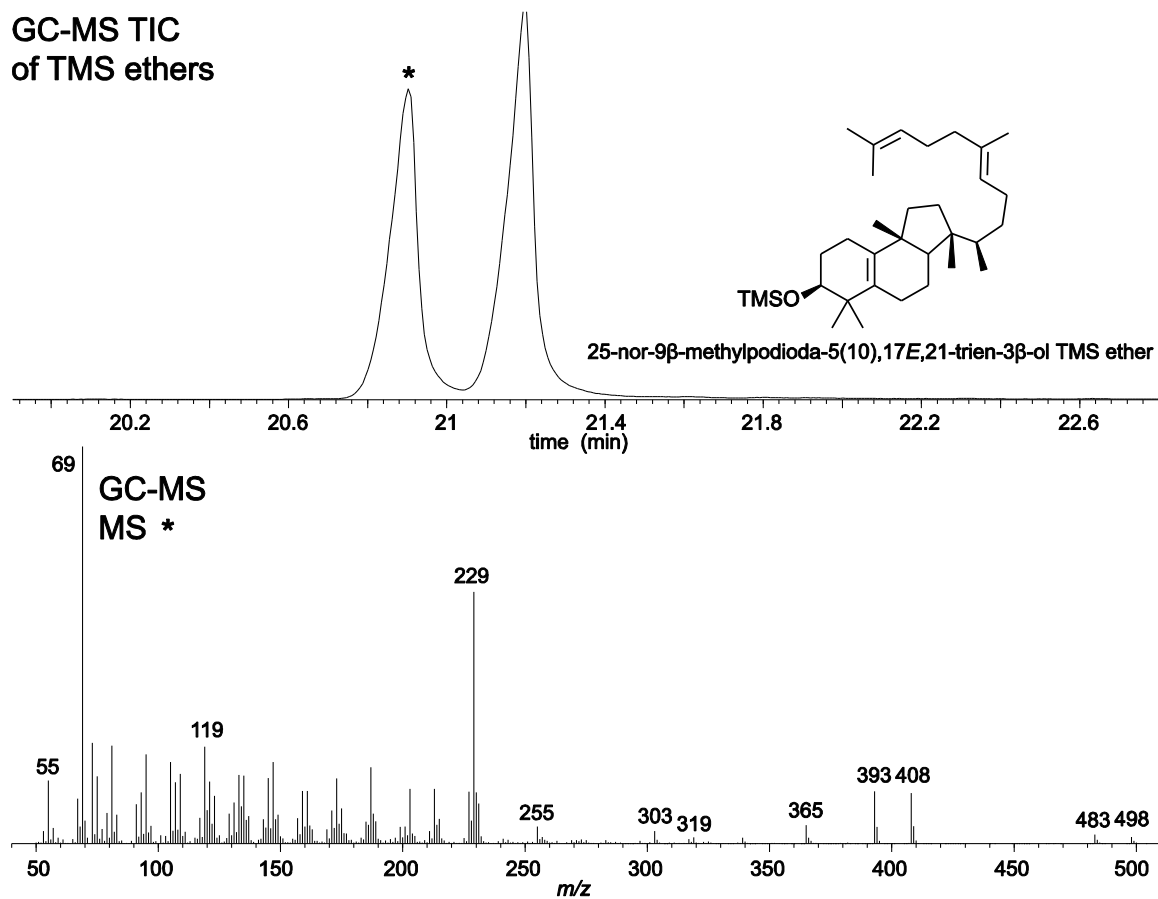 GC-MS TIC
of TMS ethers
*
TMSO
25-nor-9β-methylpodioda-5(10),17E,21-trien-3β-ol TMS ether
20.2 20.6 21 21.4 21.8 22.2 22.6
time (min)
69
GC-MS
MS *
229
119
55
255
303
319
365
393 408
483 498
50 100 150 200 250 300 350 400 450 500
m/z